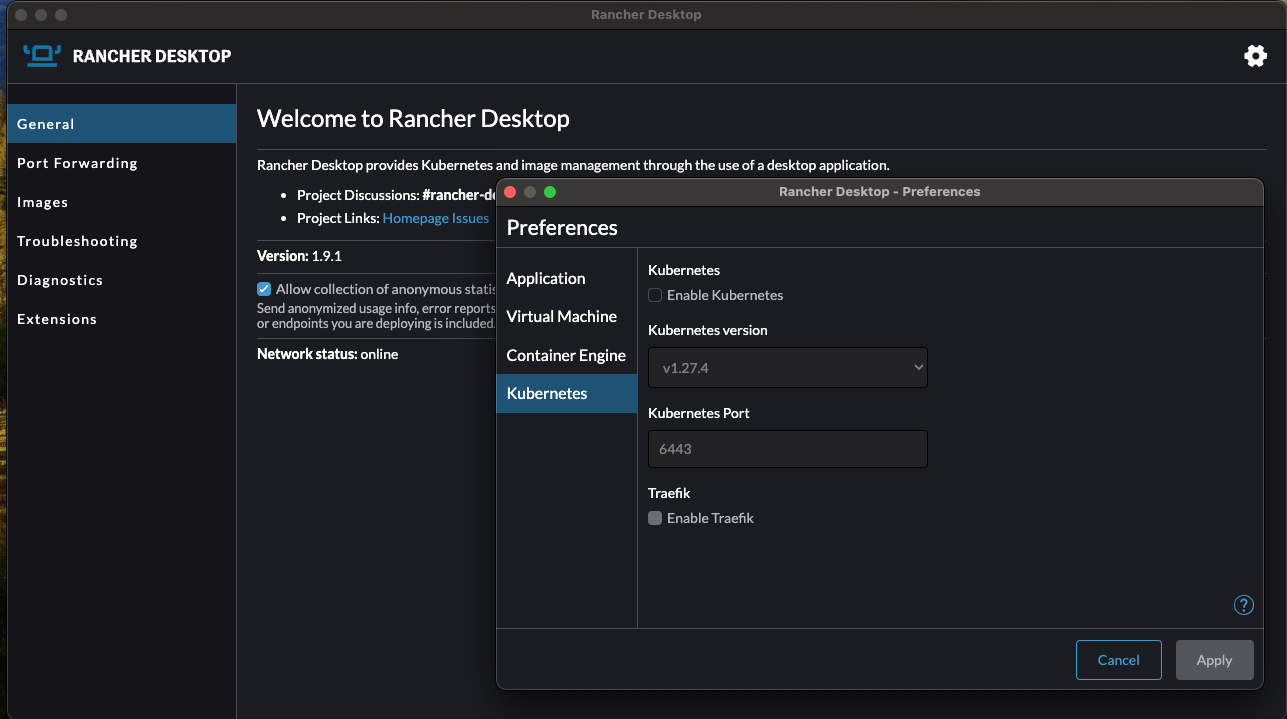 Rancher Desktop
RANCHER DESKTOP
General
Port Forwarding
Images
Troubleshooting
Diagnostics
Extensions
Welcome to Rancher Desktop
Rancher Desktop provides Kubernetes and image management through the use of a desktop application.
• Project Discussions: #rancher-de
• Project Links: Homepage Issues
Version: 1.9.1
Allow collection of anonymous statis
Send anonymized usage info, error reports
or endpoints you are deploying is included.
Network status: online
Rancher Desktop - Preferences
Preferences
Application
Virtual Machine
Container Engine
Kubernetes
Kubernetes
Enable Kubernetes
Kubernetes version
v1.27.4
Kubernetes Port
6443
Traefik
Enable Traefik
?
Cancel
Apply